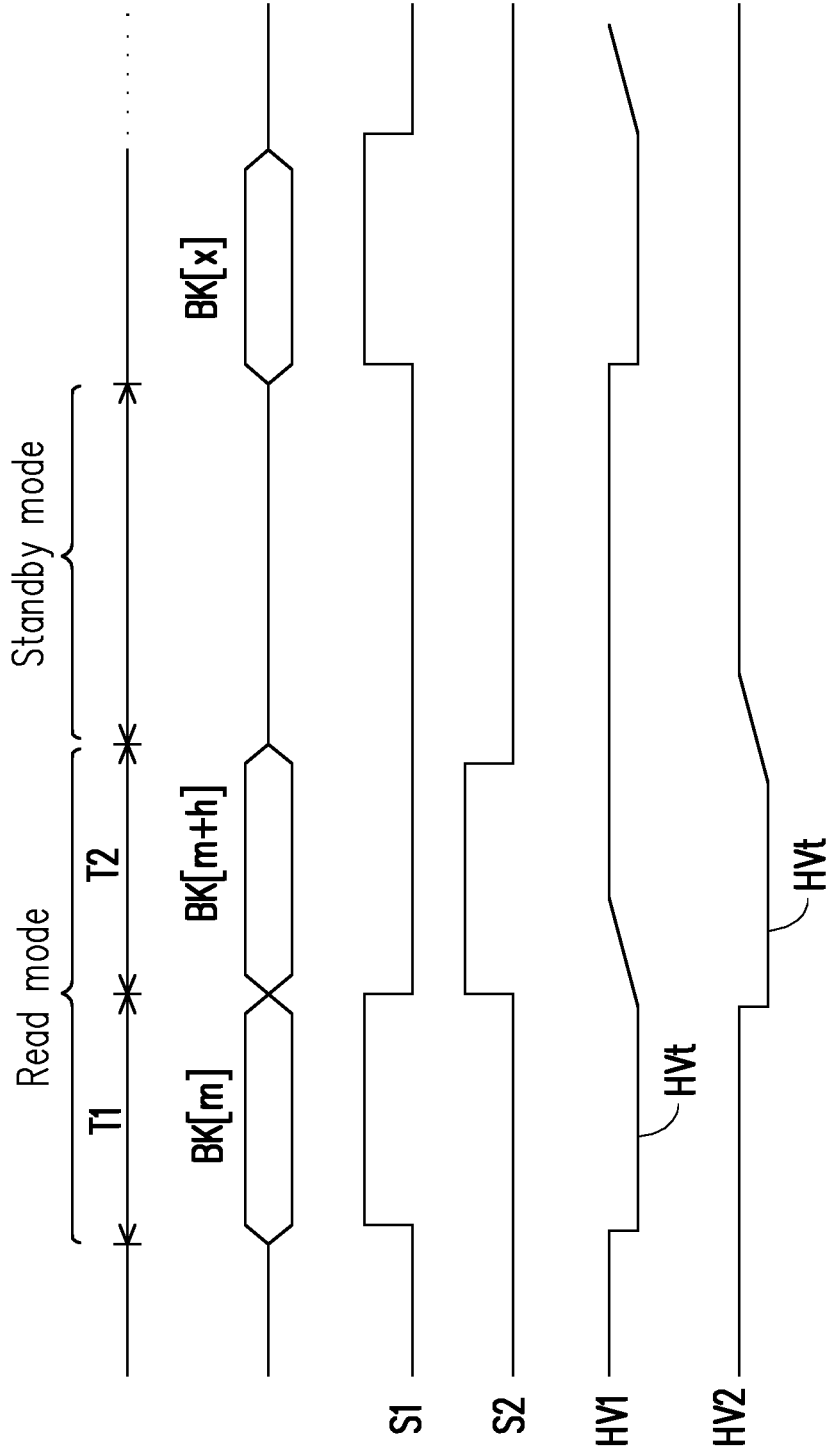 Read mode
Standby mode
T1
T2
BK[m]
BK[m+h]
BK[x]
S1
S2
HV1
HVt
HV2
HVt